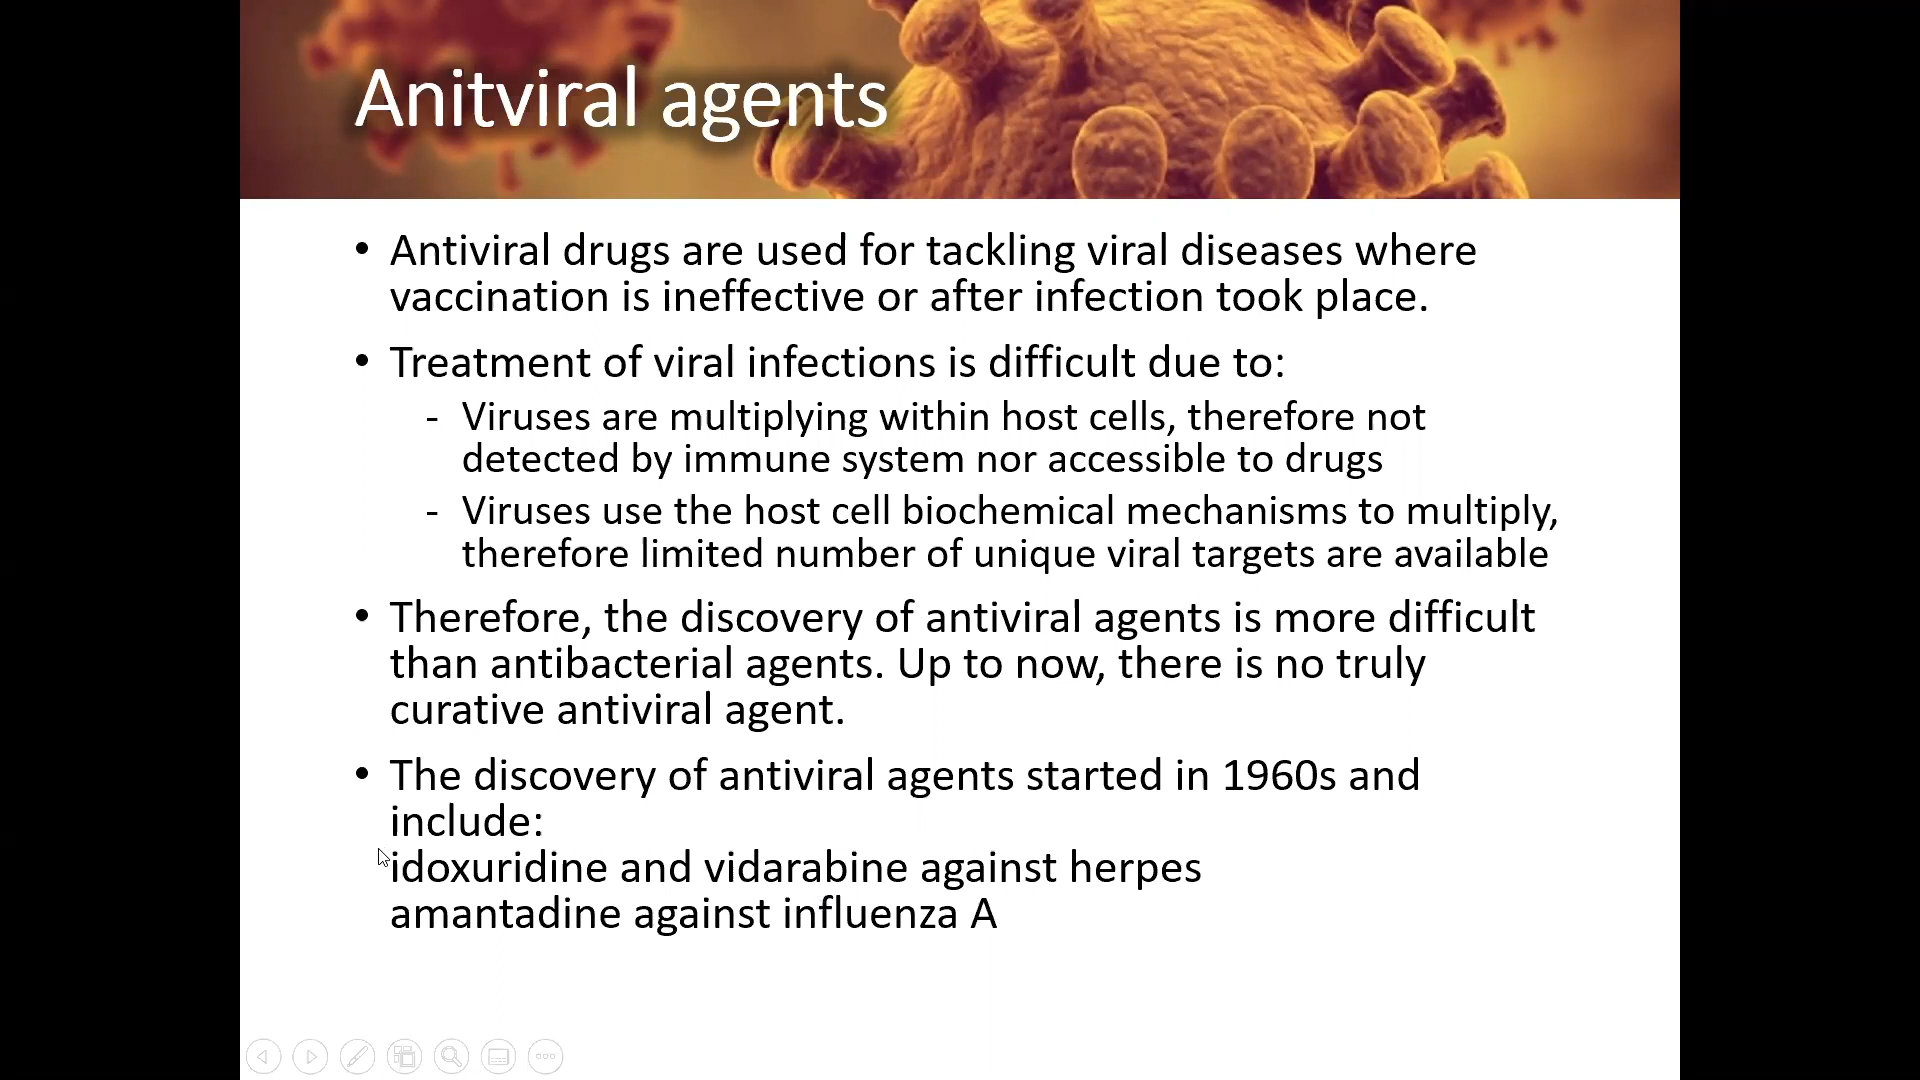 Anitviral agents
• Antiviral drugs are used for tackling viral diseases where
vaccination is ineffective or after infection took place.
• Treatment of viral infections is difficult due to:
- Viruses are multiplying within host cells, therefore not
detected by immune system nor accessible to drugs
- Viruses use the host cell biochemical mechanisms to multiply,
therefore limited number of unique viral targets are available
• Therefore, the discovery of antiviral agents is more difficult
than antibacterial agents. Up to now, there is no truly
curative antiviral agent.
• The discovery of antiviral agents started in 1960s and
include:
idoxuridine and vidarabine against herpes
amantadine against influenza A